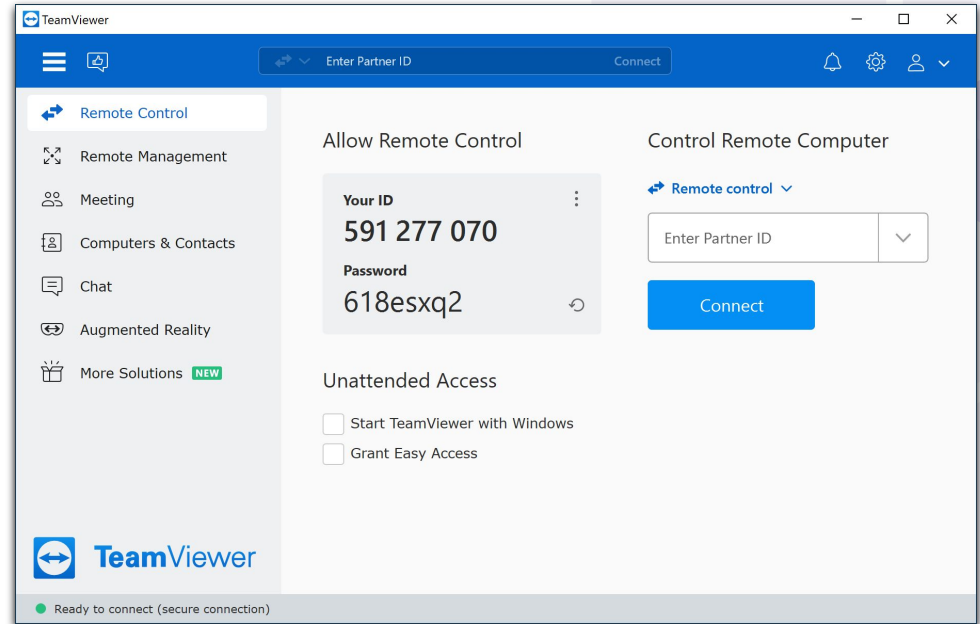 TeamViewer
Enter Partner ID Connect
Remote Control
Remote Management
Meeting
Computers & Contacts
Chat
Augmented Reality
More Solutions NEW
Allow Remote Control
Your ID
591 277 070
Password
618esxq2
Unattended Access
Start TeamViewer with Windows
Grant Easy Access
Control Remote Computer
Remote control
Enter Partner ID
Connect
TeamViewer
Ready to connect (secure connection)